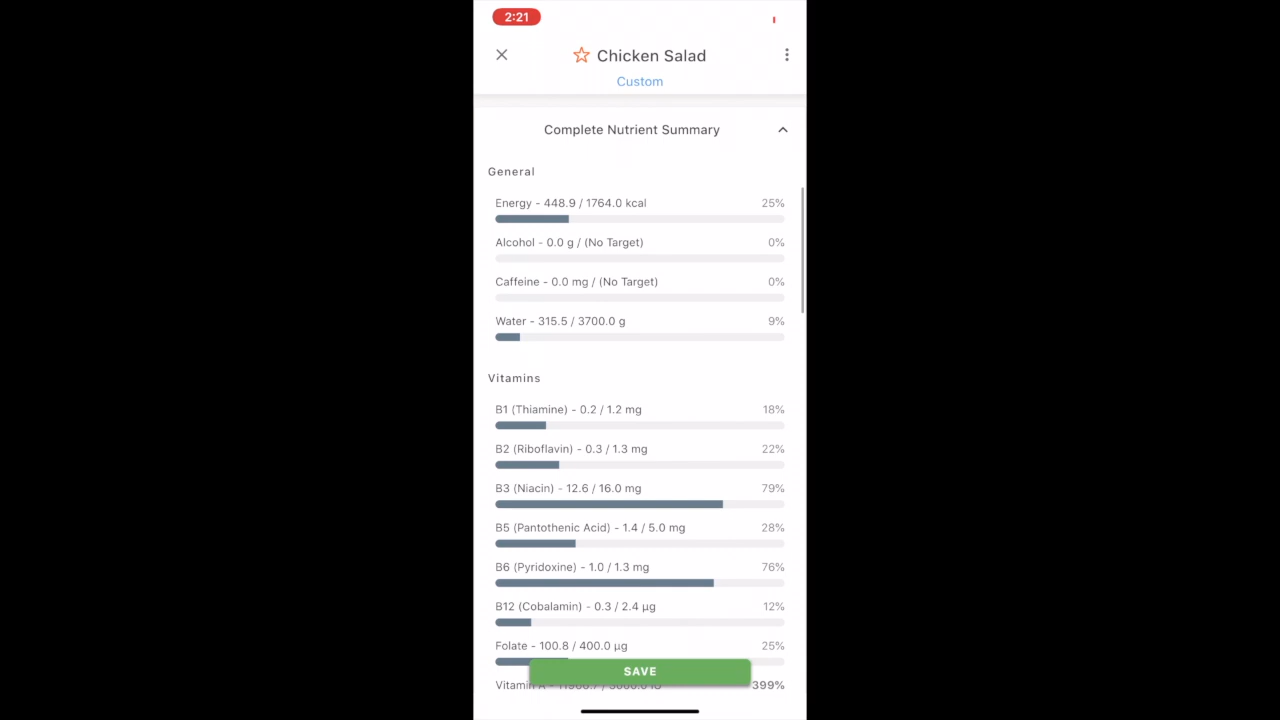 2:21
Chicken Salad
Custom
Complete Nutrient Summary
General
Energy - 448.9 / 1764.0 kcal 25%
Alcohol - 0.0 g / (No Target) 0%
Caffeine - 0.0 mg / (No Target) 0%
Water - 315.5 / 3700.0 g 9%
Vitamins
B1 (Thiamine) - 0.2 / 1.2 mg 18%
B2 (Riboflavin) - 0.3 / 1.3 mg 22%
B3 (Niacin) - 12.6 / 16.0 mg 79%
B5 (Pantothenic Acid) - 1.4 / 5.0 mg 28%
B6 (Pyridoxine) - 1.0 / 1.3 mg 76%
B12 (Cobalamin) - 0.3 / 2.4 µg 12%
Folate - 100.8 / 400.0 µg 25%
SAVE
Vitamin A 399%